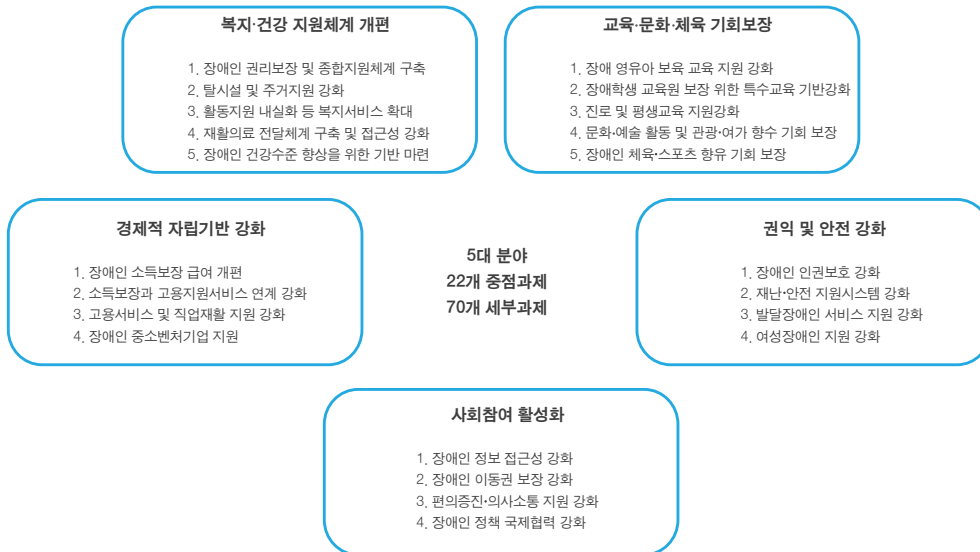 복지·건강 지원체계 개편
1. 장애인 권리보장 및 종합지원체계 구축
2. 탈시설 및 주거지원 강화
3. 활동지원 내실화 등 복지서비스 확대
4. 재활의료 전달체계 구축 및 접근성 강화
5. 장애인 건강수준 향상을 위한 기반 마련
교육·문화·체육 기회보장
1. 장애 영유아 보육 교육 지원 강화
2. 장애학생 교육원 보장 위한 특수교육 기반강화
3. 진로 및 평생교육 지원강화
4. 문화·예술 활동 및 관광·여가 향수 기회 보장
5. 장애인 체육·스포츠 향유 기회 보장
경제적 자립기반 강화
1. 장애인 소득보장 급여 개편
2. 소득보장과 고용지원서비스 연계 강화
3. 고용서비스 및 직업재활 지원 강화
4. 장애인 중소벤처기업 지원
5대 분야
22개 중점과제
70개 세부과제
권익 및 안전 강화
1. 장애인 인권보호 강화
2. 재난·안전 지원시스템 강화
3. 발달장애인 서비스 지원 강화
4. 여성장애인 지원 강화
사회참여 활성화
1. 장애인 정보 접근성 강화
2. 장애인 이동권 보장 강화
3. 편의증진·의사소통 지원 강화
4. 장애인 정책 국제협력 강화